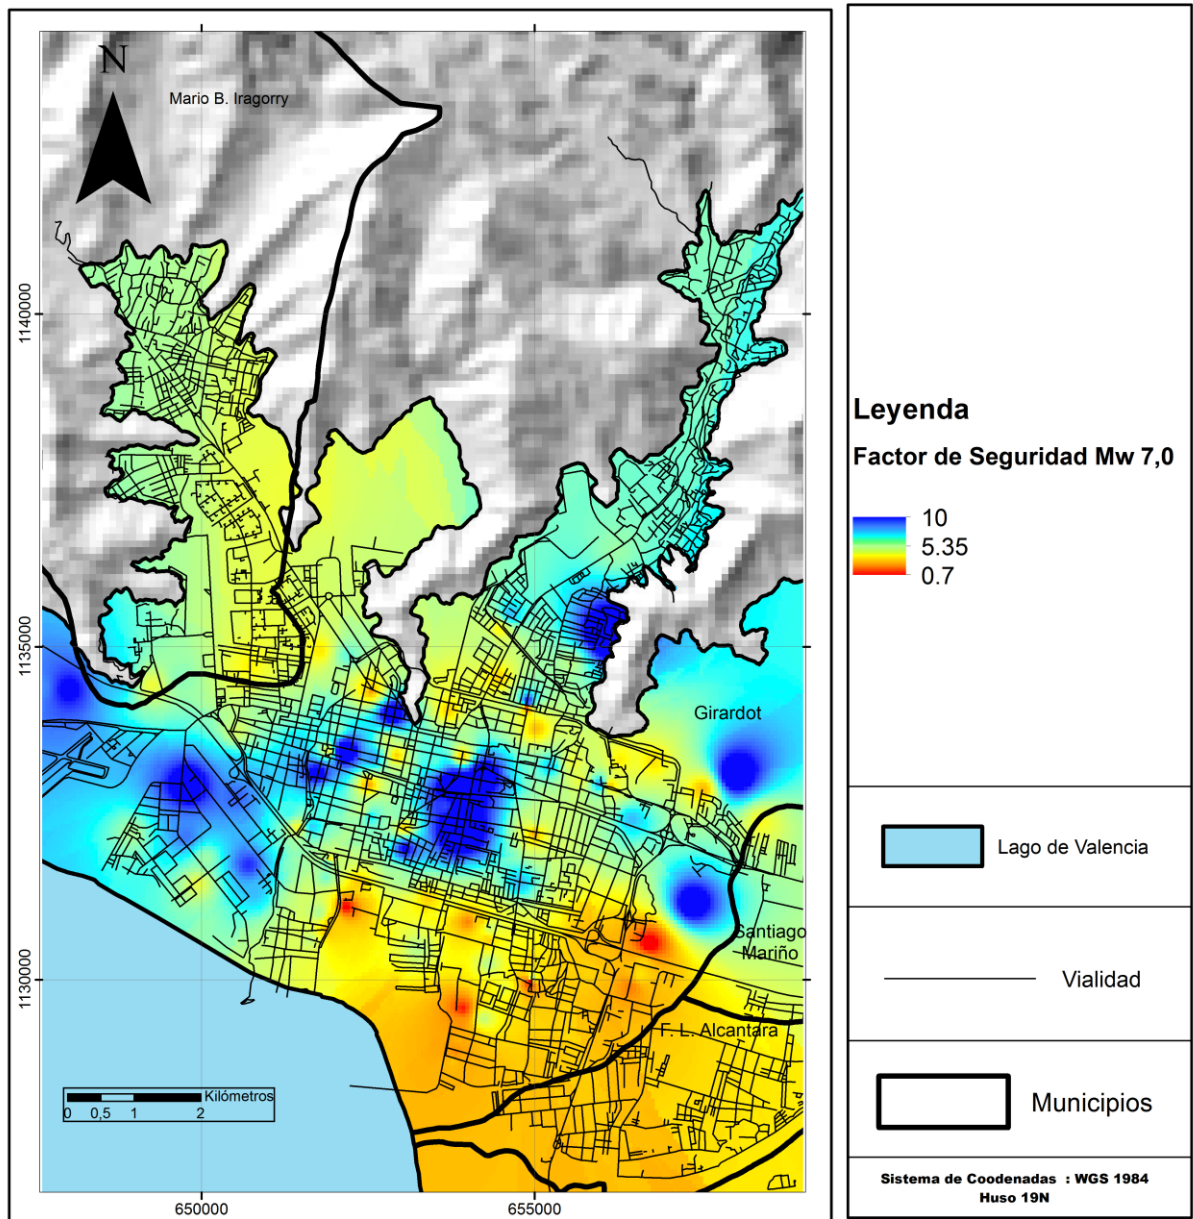 N
Mario B. Iragorry
1140000
1135000
1130000
Girardot
Santiago
Mariño
F. L. Alcantara
Kilómetros
0 0,5 1 2
650000 655000
Leyenda
Factor de Seguridad Mw 7,0
10
5.35
0.7
Lago de Valencia
Vialidad
Municipios
Sistema de Coodenadas : WGS 1984
Huso 19N